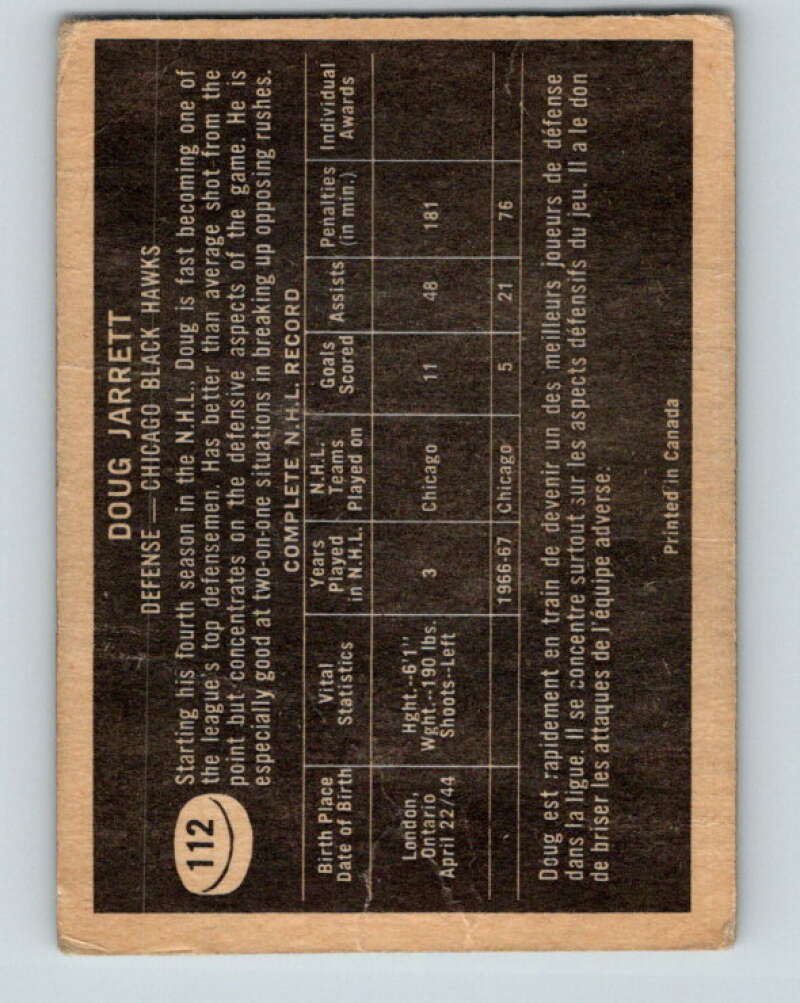 DOUG JARRETT
DEFENSE — CHICAGO BLACK HAWKS
112
Starting his fourth season in the N.H.L., Doug is fast becoming one of
the league's top defensemen. Has better than average shot from the
point but concentrates on the defensive aspects of the game. He is
especially good at two-on-one situations in breaking up opposing rushes.
COMPLETE N.H.L. RECORD
Birth Place Date of Birth | Vital Statistics | Years Played in N.H.L. | N.H.L. Teams Played on | Goals Scored | Assists | Penalties (in min.) | Individual Awards
London, Ontario April 22/44 | Hght.--6'1" Wght.--190 lbs. Shoots-Left | 3 | Chicago | 11 | 48 | 181
1966-67 | Chicago | 5 | 21 | 76
Doug est rapidement en train de devenir un des meilleurs joueurs de défense
dans la ligue. Il se concentre surtout sur les aspects défensifs du jeu. Il a le don
de briser les attaques de l'équipe adverse.
Printed in Canada